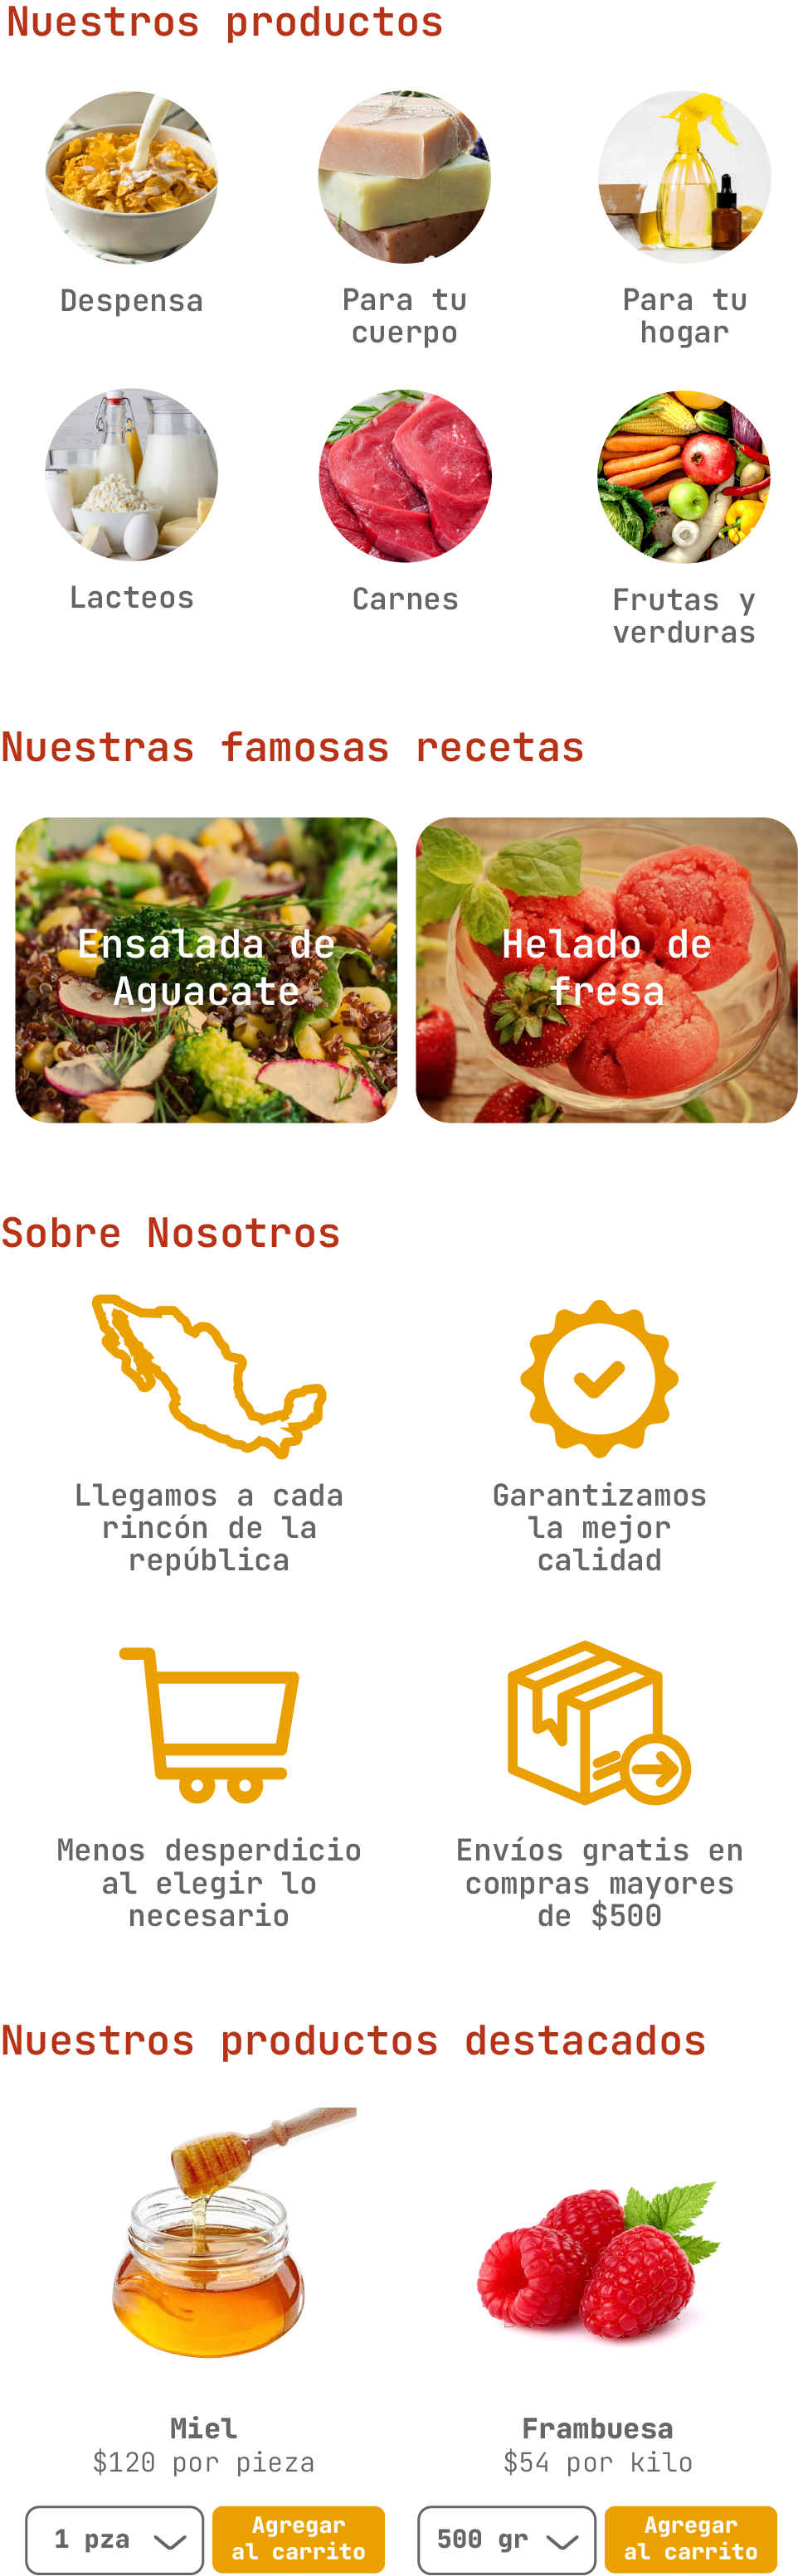 Nuestros productos
Despensa
Para tu
cuerpo
Para tu
hogar
Lacteos
Carnes
Frutas y
verduras
Nuestras famosas recetas
Ensalada de
Aguacate
Helado de
fresa
Sobre Nosotros
Llegamos a cada
rincón de la
república
Garantizamos
la mejor
calidad
Menos desperdicio
al elegir lo
necesario
Envíos gratis en
compras mayores
de $500
Nuestros productos destacados
Miel
$120 por pieza
Frambuesa
$54 por kilo
1 pza
Agregar
al carrito
500 gr
Agregar
al carrito